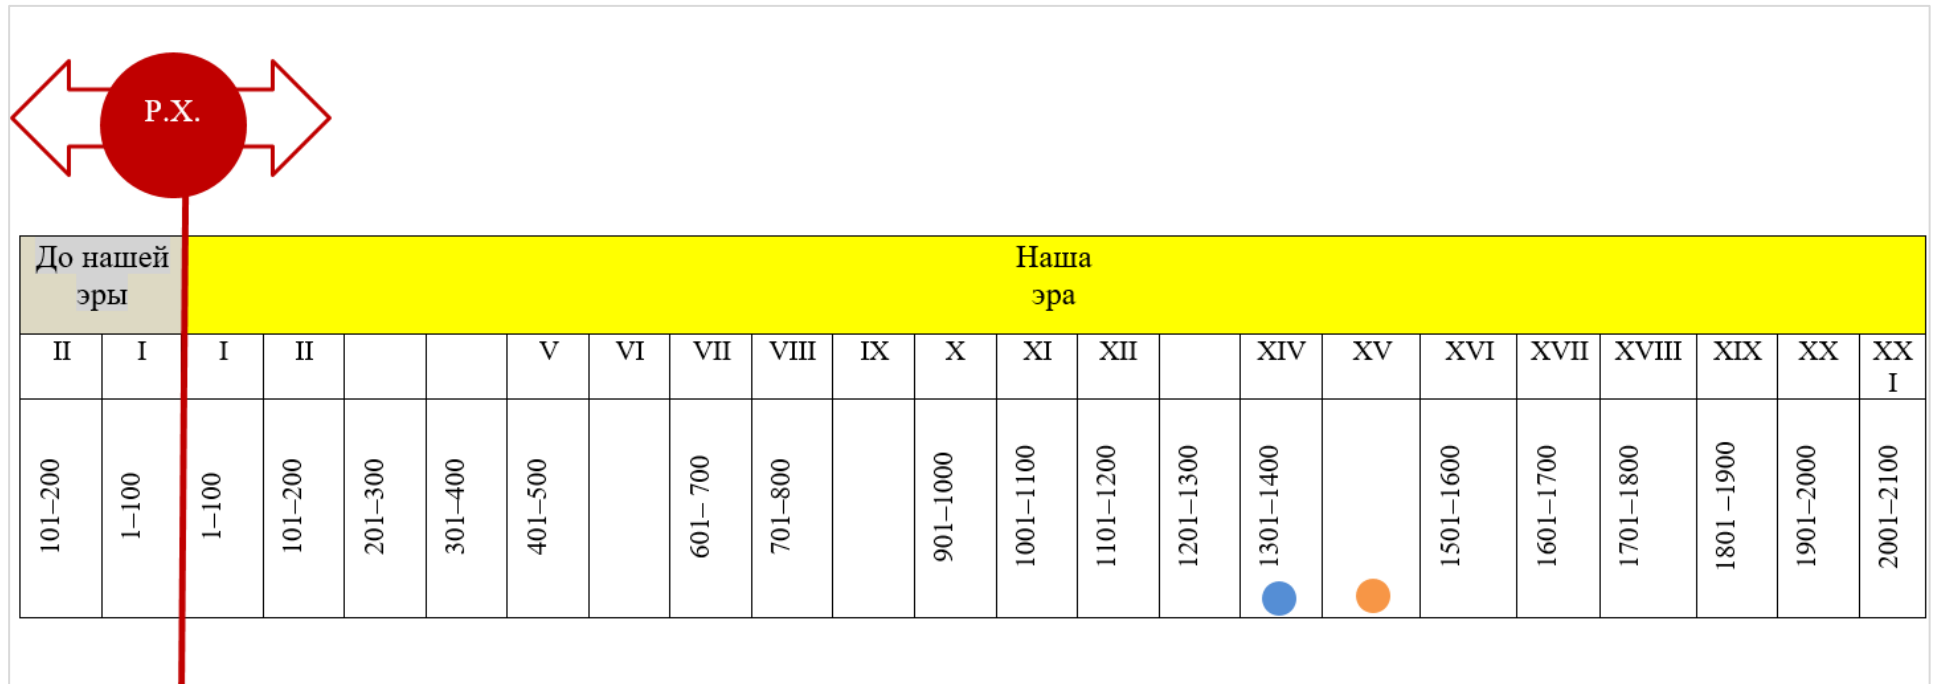 Р.Х.
До нашей
эры
Наша
эра
II I I II V VI VII VIII IX X XI XII XIV XV XVI XVII XVIII XIX XX XX
I
101–200 1–100 1–100 101–200 201–300 301–400 401–500 601– 700 701–800 901–1000 1001–1100 1101–1200 1201–1300 1301–1400 1501–1600 1601–1700 1701–1800 1801 –1900 1901–2000 2001–2100